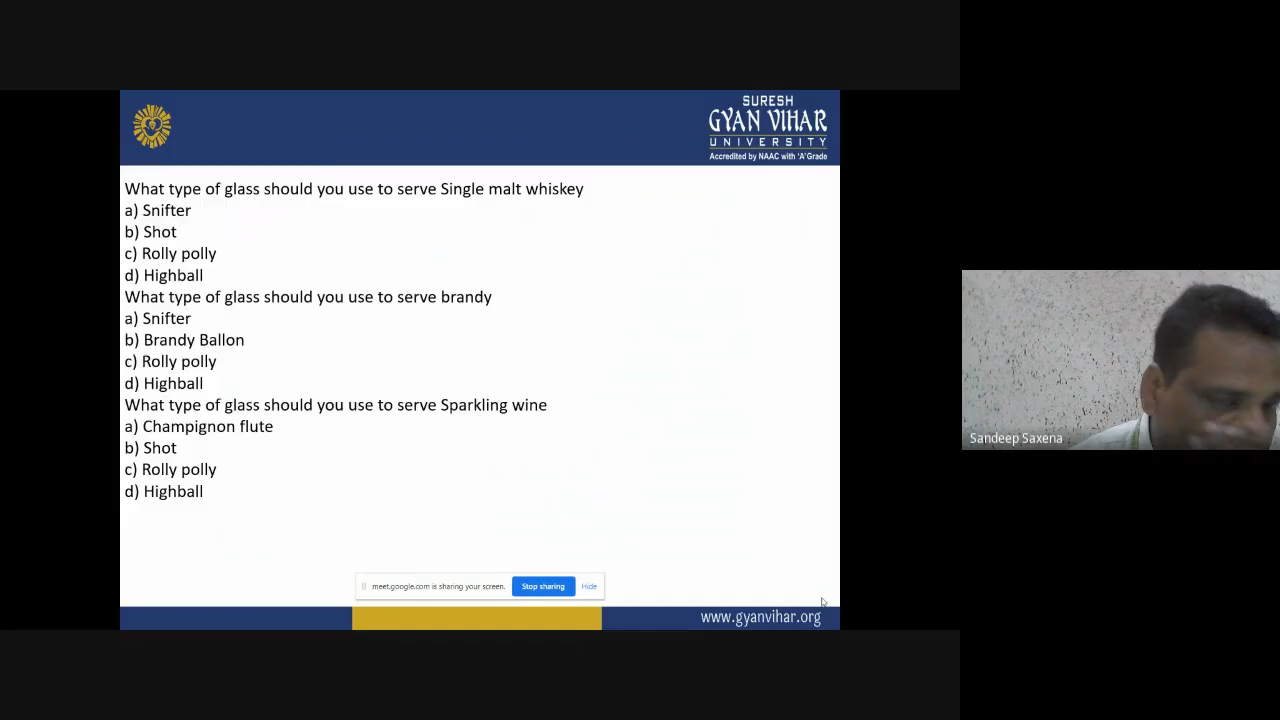 SURESH
GYAN VIHAR
UNIVERSITY
Accredited by NAAC with 'A' Grade
What type of glass should you use to serve Single malt whiskey
a) Snifter
b) Shot
c) Rolly polly
d) Highball
What type of glass should you use to serve brandy
a) Snifter
b) Brandy Ballon
c) Rolly polly
d) Highball
What type of glass should you use to serve Sparkling wine
a) Champignon flute
b) Shot
c) Rolly polly
d) Highball
Sandeep Saxena
meet.google.com is sharing your screen. Stop sharing Hide
www.gyanvihar.org